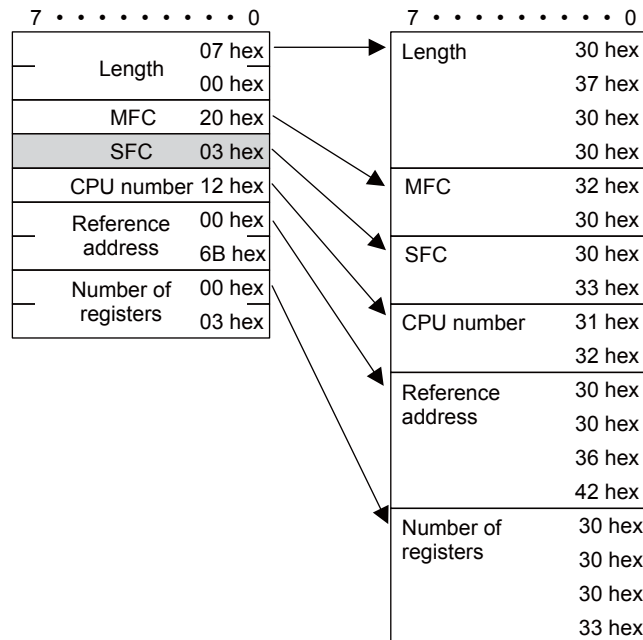 7 • • • • • • • • • 0
Length
07 hex
00 hex
MFC 20 hex
SFC 03 hex
CPU number 12 hex
Reference address
00 hex
6B hex
Number of registers
00 hex
03 hex
7 • • • • • • • • • 0
Length 30 hex
37 hex
30 hex
30 hex
MFC 32 hex
30 hex
SFC 30 hex
33 hex
CPU number 31 hex
32 hex
Reference address
30 hex
30 hex
36 hex
42 hex
Number of registers
30 hex
30 hex
30 hex
33 hex